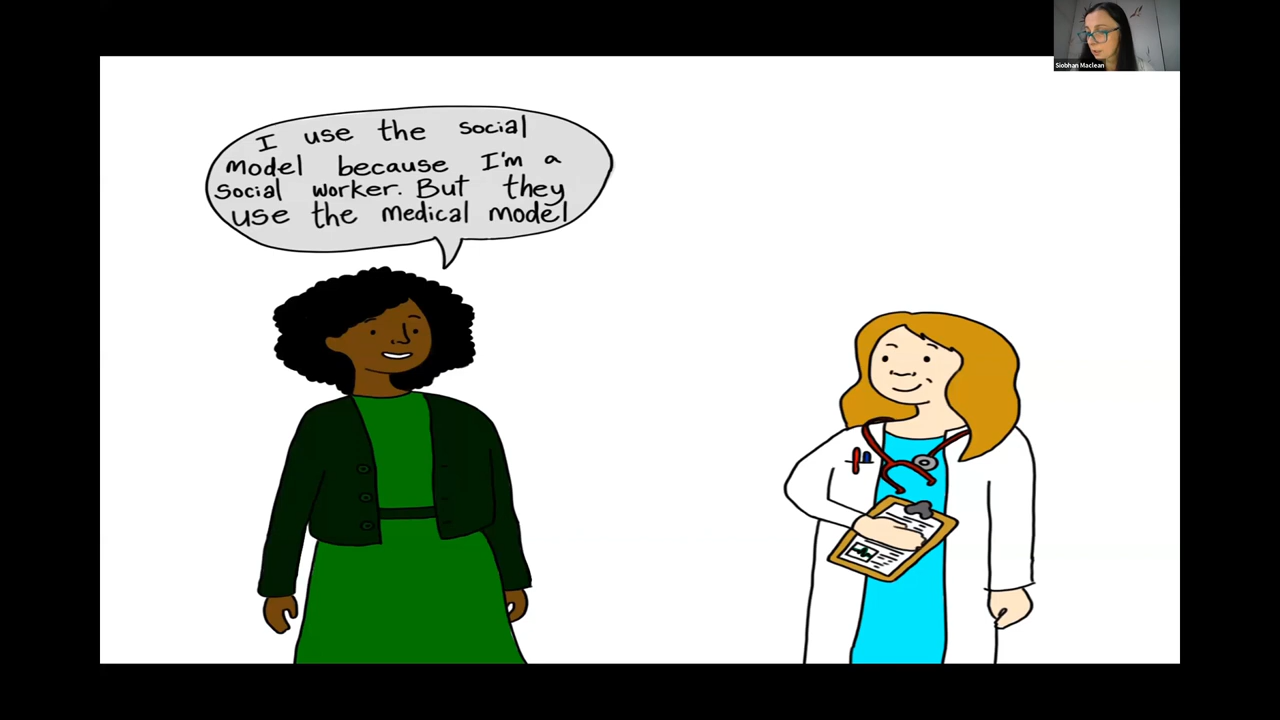 Siobhan Maclean
I use the social
model because I'm a
social worker. But they
use the medical model